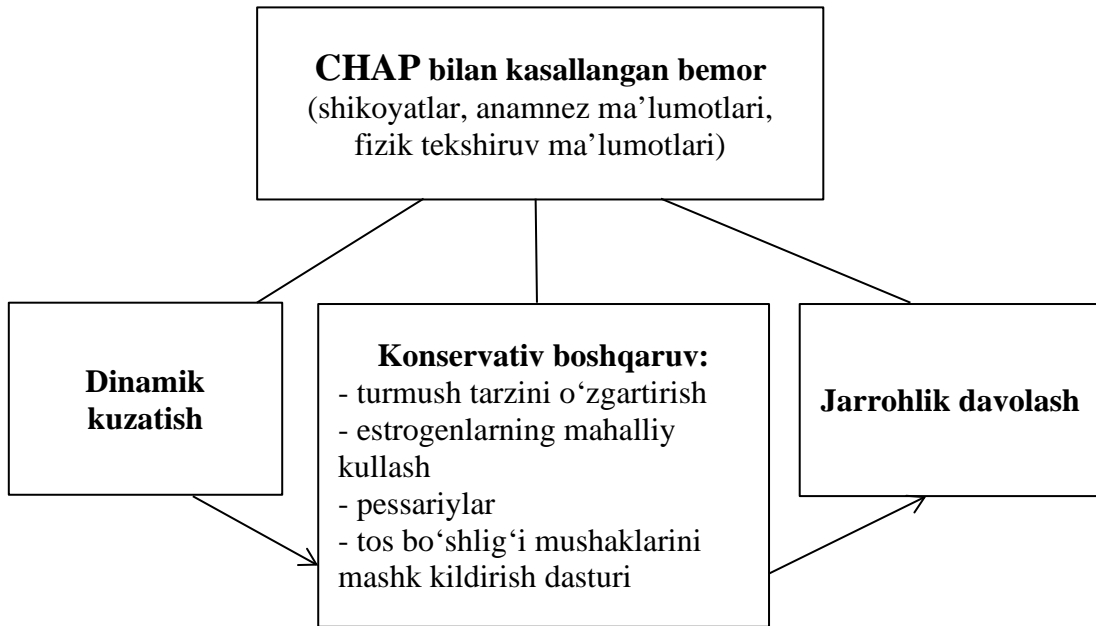 CHAP bilan kasallangan bemor
(shikoyatlar, anamnez ma’lumotlari,
fizik tekshiruv ma’lumotlari)
Dinamik
kuzatish
Konservativ boshqaruv:
- turmush tarzini o‘zgartirish
- estrogenlarning mahalliy
kullash
- pessariylar
- tos bo‘shlig‘i mushaklarini
mashk kildirish dasturi
Jarrohlik davolash